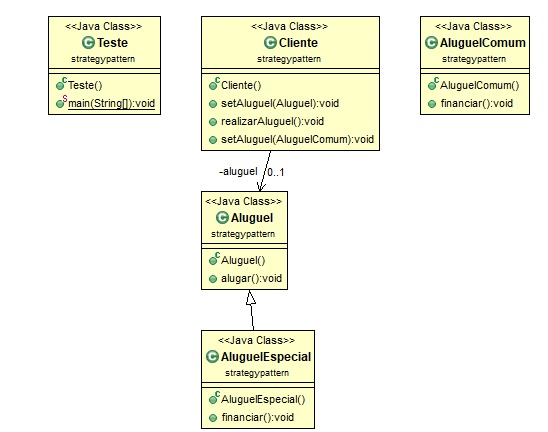 <<Java Class>>
Teste
strategypattern
Teste()
main(String[]):void
<<Java Class>>
Cliente
strategypattern
Cliente()
setAluguel(Aluguel):void
realizarAluguel():void
setAluguel(AluguelComum):void
<<Java Class>>
AluguelComum
strategypattern
AluguelComum()
financiar():void
-aluguel 0..1
<<Java Class>>
Aluguel
strategypattern
Aluguel()
alugar():void
<<Java Class>>
AluguelEspecial
strategypattern
AluguelEspecial()
financiar():void